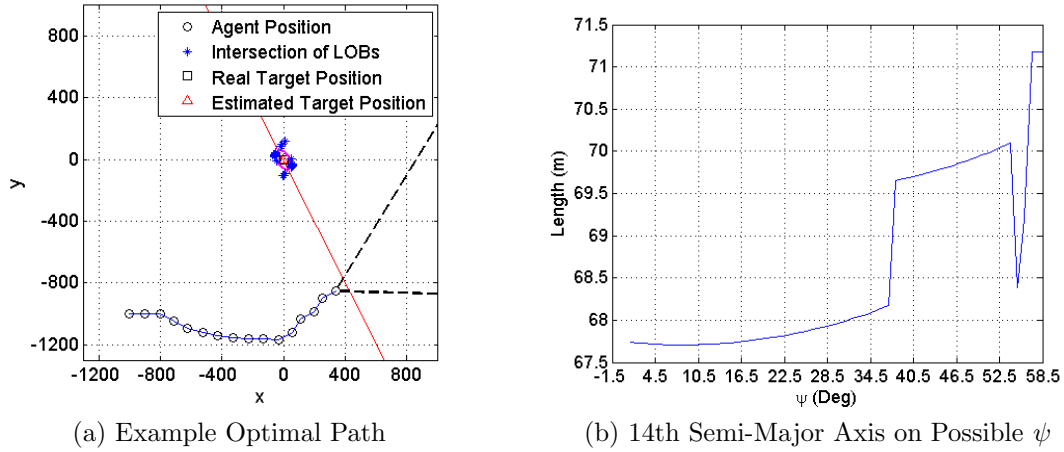 800
400
0
-400
-800
-1200
y
-1200 -800 -400 0 400 800
x
Agent Position
Intersection of LOBs
Real Target Position
Estimated Target Position
(a) Example Optimal Path
71.5
71
70.5
70
69.5
69
68.5
68
67.5
Length (m)
-1.5 4.5 10.5 16.5 22.5 28.5 34.5 40.5 46.5 52.5 58.5
ψ (Deg)
(b) 14th Semi-Major Axis on Possible ψ